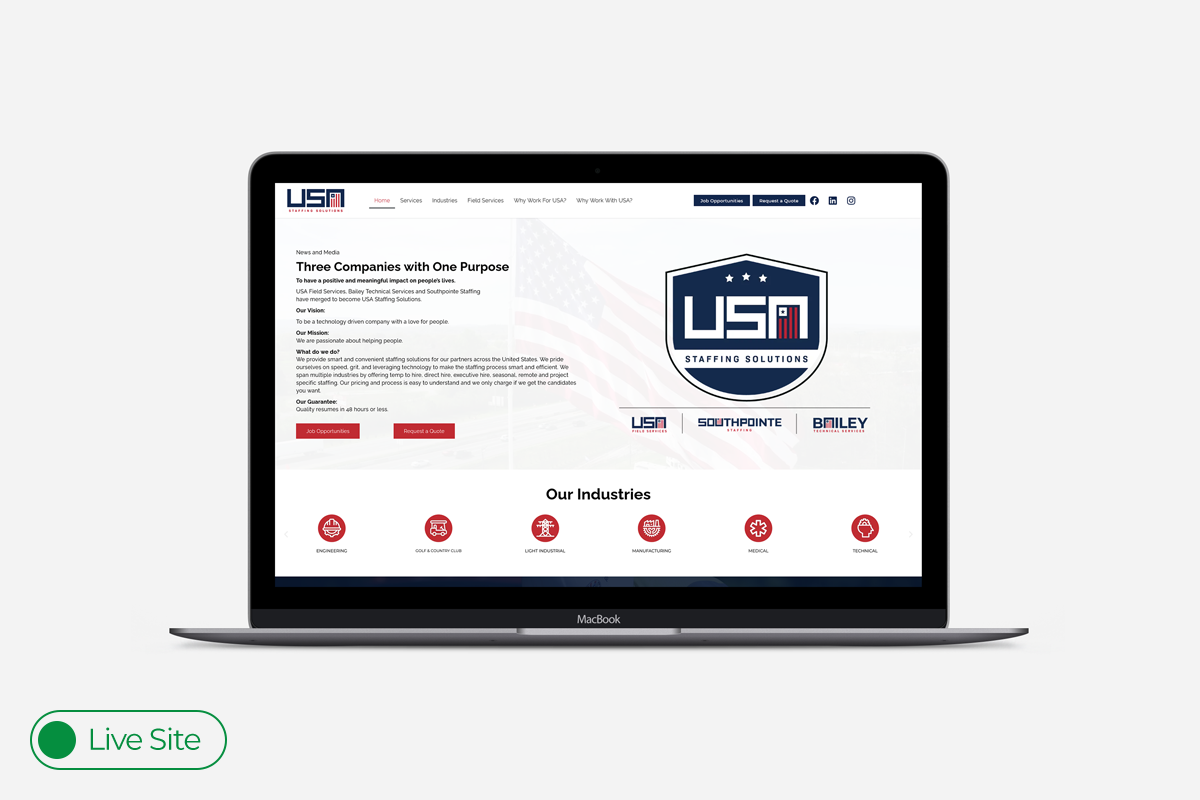 USA
STAFFING SOLUTIONS
Home Services Industries Field Services Why Work For USA? Why Work With USA? Job Opportunities Request a Quote
News and Media
Three Companies with One Purpose
To have a positive and meaningful impact on people's lives.
USA Field Services, Bailey Technical Services and Southpointe Staffing
have merged to become USA Staffing Solutions.
Our Vision:
To be a technology driven company with a love for people.
Our Mission:
We are passionate about helping people.
What do we do?
We provide smart and convenient staffing solutions for our partners across the United States. We pride
ourselves on speed, grit, and leveraging technology to make the staffing process smart and efficient. We
span multiple industries by offering temp to hire, direct hire, executive hire, seasonal, remote and project
specific staffing. Our pricing and process is easy to understand and we only charge if we get the candidates
you want.
Our Guarantee:
Quality resumes in 48 hours or less.
Job Opportunities Request a Quote
USA
STAFFING SOLUTIONS
USA
FIELD SERVICES
SOUTHPOINTE
STAFFING
BAILEY
TECHNICAL SERVICES
Our Industries
ENGINEERING GOLF & COUNTRY CLUB LIGHT INDUSTRIAL MANUFACTURING MEDICAL TECHNICAL
MacBook
Live Site